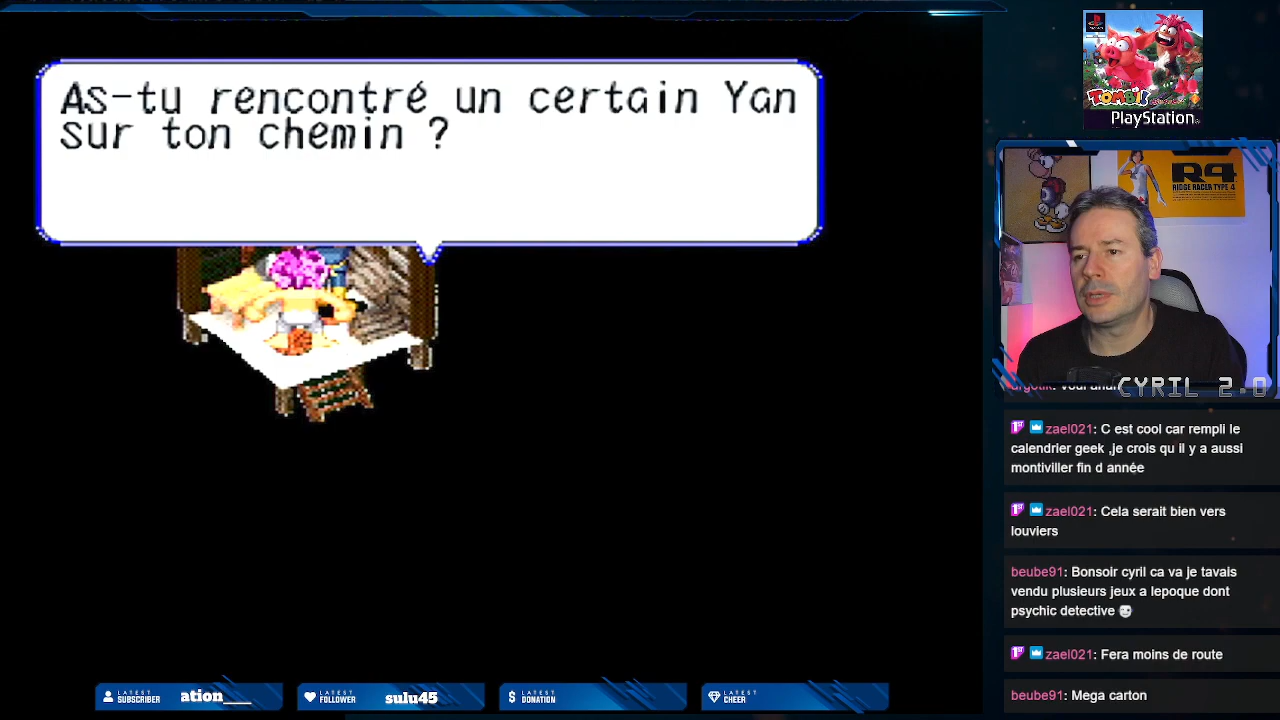 As-tu rencontré un certain Yan
sur ton chemin ?
TOMBI!
PlayStation
R4
RIDGE RACER TYPE 4
CYRIL 2.0
zael021: C est cool car rempli le
calendrier geek ,je crois qu il y a aussi
montiviller fin d année
zael021: Cela serait bien vers
louviers
beube91: Bonsoir cyril ca va je tavais
vendu plusieurs jeux a lepoque dont
psychic detective
zael021: Fera moins de route
beube91: Mega carton
LATEST
SUBSCRIBER
ation___
LATEST
FOLLOWER
sulu45
LATEST
DONATION
LATEST
CHEER